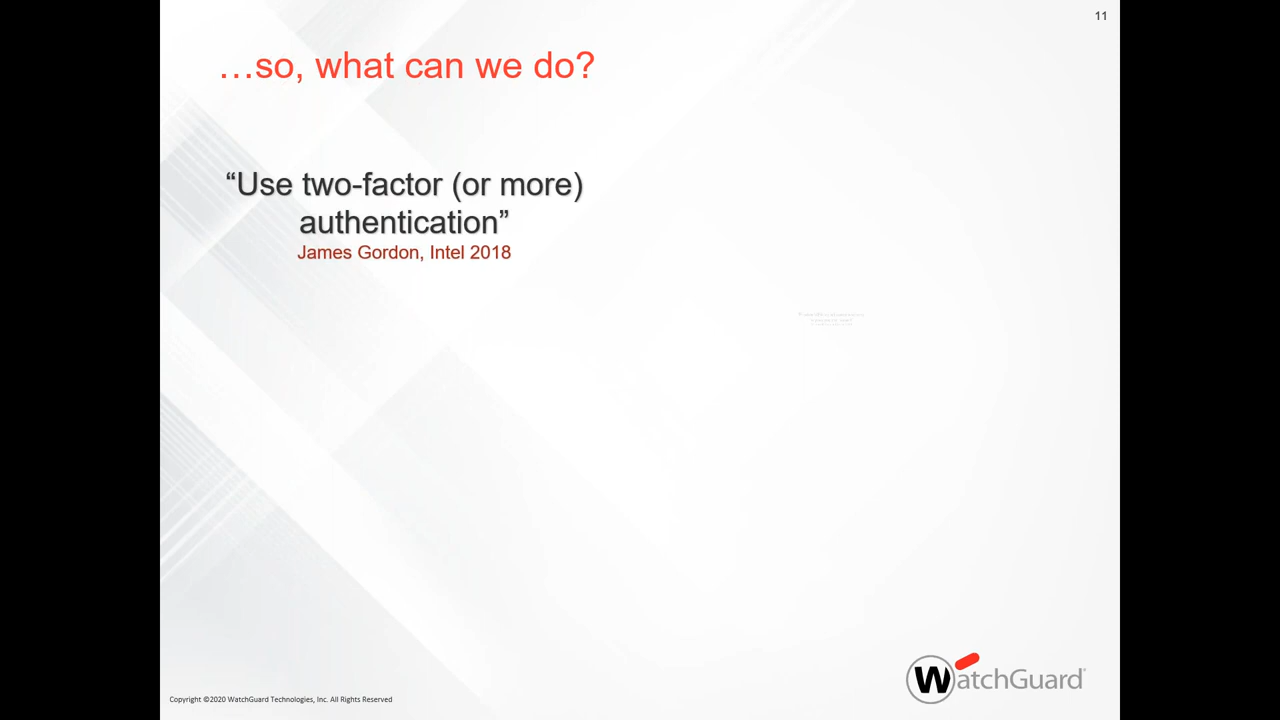 11
…so, what can we do?
“Use two-factor (or more)
authentication”
James Gordon, Intel 2018
Copyright ©2020 WatchGuard Technologies, Inc. All Rights Reserved
WatchGuard